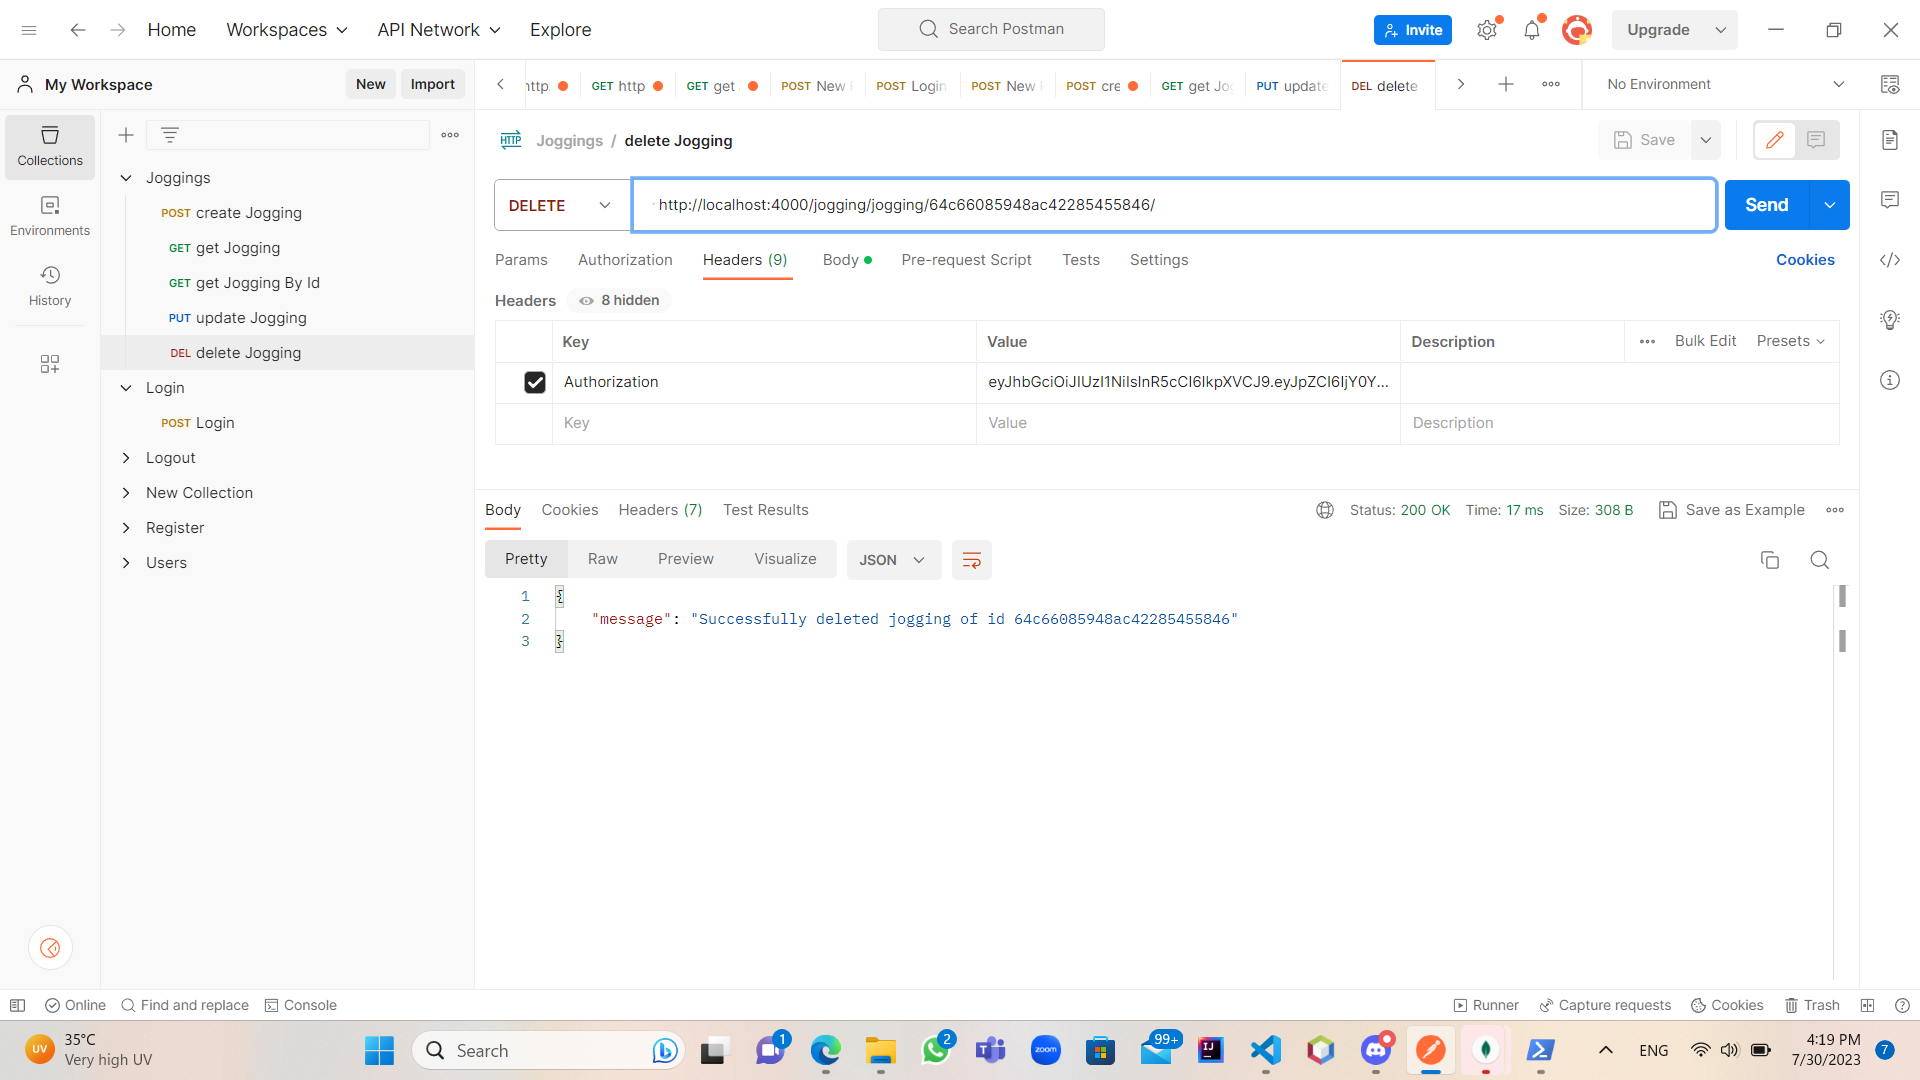 Home
Workspaces
API Network
Explore
Search Postman
Invite
Upgrade
My Workspace
New
Import
GET http
GET get
POST New
POST Login
POST New
POST cre
GET get Jo
PUT update
DEL delete
No Environment
Collections
Environments
History
Joggings
POST create Jogging
GET get Jogging
GET get Jogging By Id
PUT update Jogging
DEL delete Jogging
Login
POST Login
Logout
New Collection
Register
Users
HTTP
Joggings / delete Jogging
Save
DELETE
http://localhost:4000/jogging/jogging/64c66085948ac42285455846/
Send
Params
Authorization
Headers (9)
Body
Pre-request Script
Tests
Settings
Cookies
Headers
8 hidden
Key
Value
Description
Bulk Edit
Presets
Authorization
eyJhbGciOiJIUzI1NiIsInR5cCI6IkpXVCJ9.eyJpZCI6IjY0Y...
Key
Value
Description
Body
Cookies
Headers (7)
Test Results
Status: 200 OK
Time: 17 ms
Size: 308 B
Save as Example
Pretty
Raw
Preview
Visualize
JSON
1 {
2 "message": "Successfully deleted jogging of id 64c66085948ac42285455846"
3 }
Online
Find and replace
Console
Runner
Capture requests
Cookies
Trash
UV
35°C
Very high UV
Search
1
2
zoom
99+
IJ
ENG
4:19 PM
7/30/2023
7